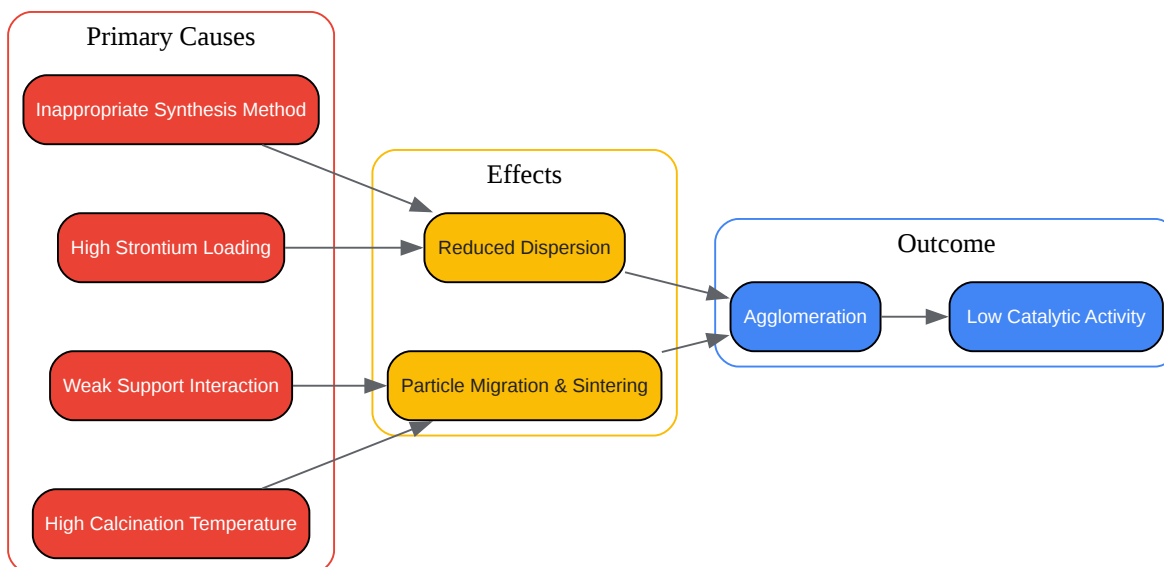 Primary Causes
Inappropriate Synthesis Method
High Strontium Loading
Weak Support Interaction
High Calcination Temperature
Effects
Reduced Dispersion
Particle Migration & Sintering
Outcome
Agglomeration
Low Catalytic Activity